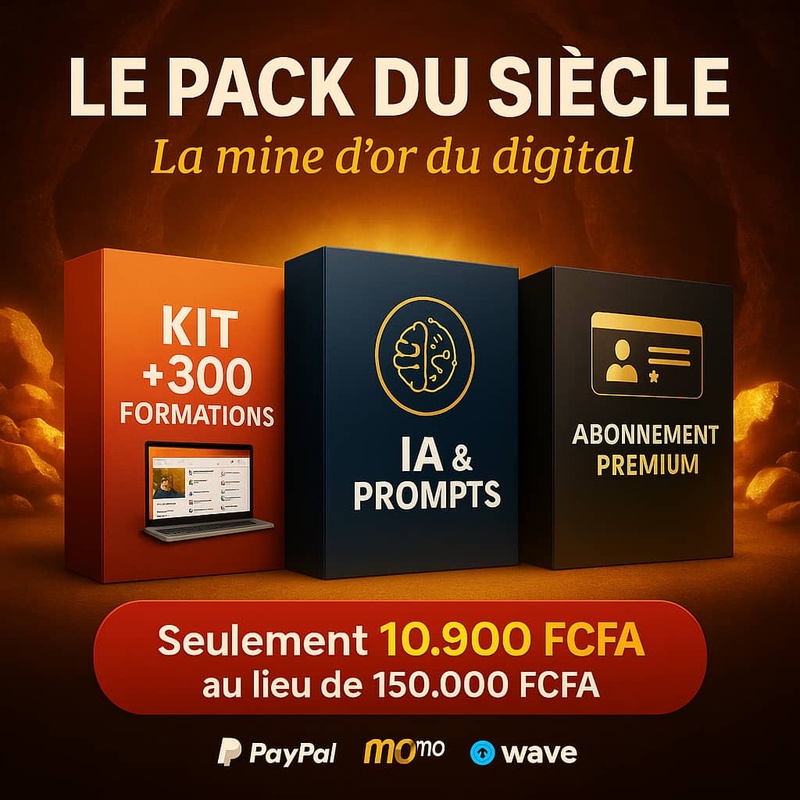 LE PACK DU SIÈCLE
La mine d'or du digital
KIT
+300
FORMATIONS
IA &
PROMPTS
ABONNEMENT
PREMIUM
Seulement 10.900 FCFA
au lieu de 150.000 FCFA
PayPal momo wave